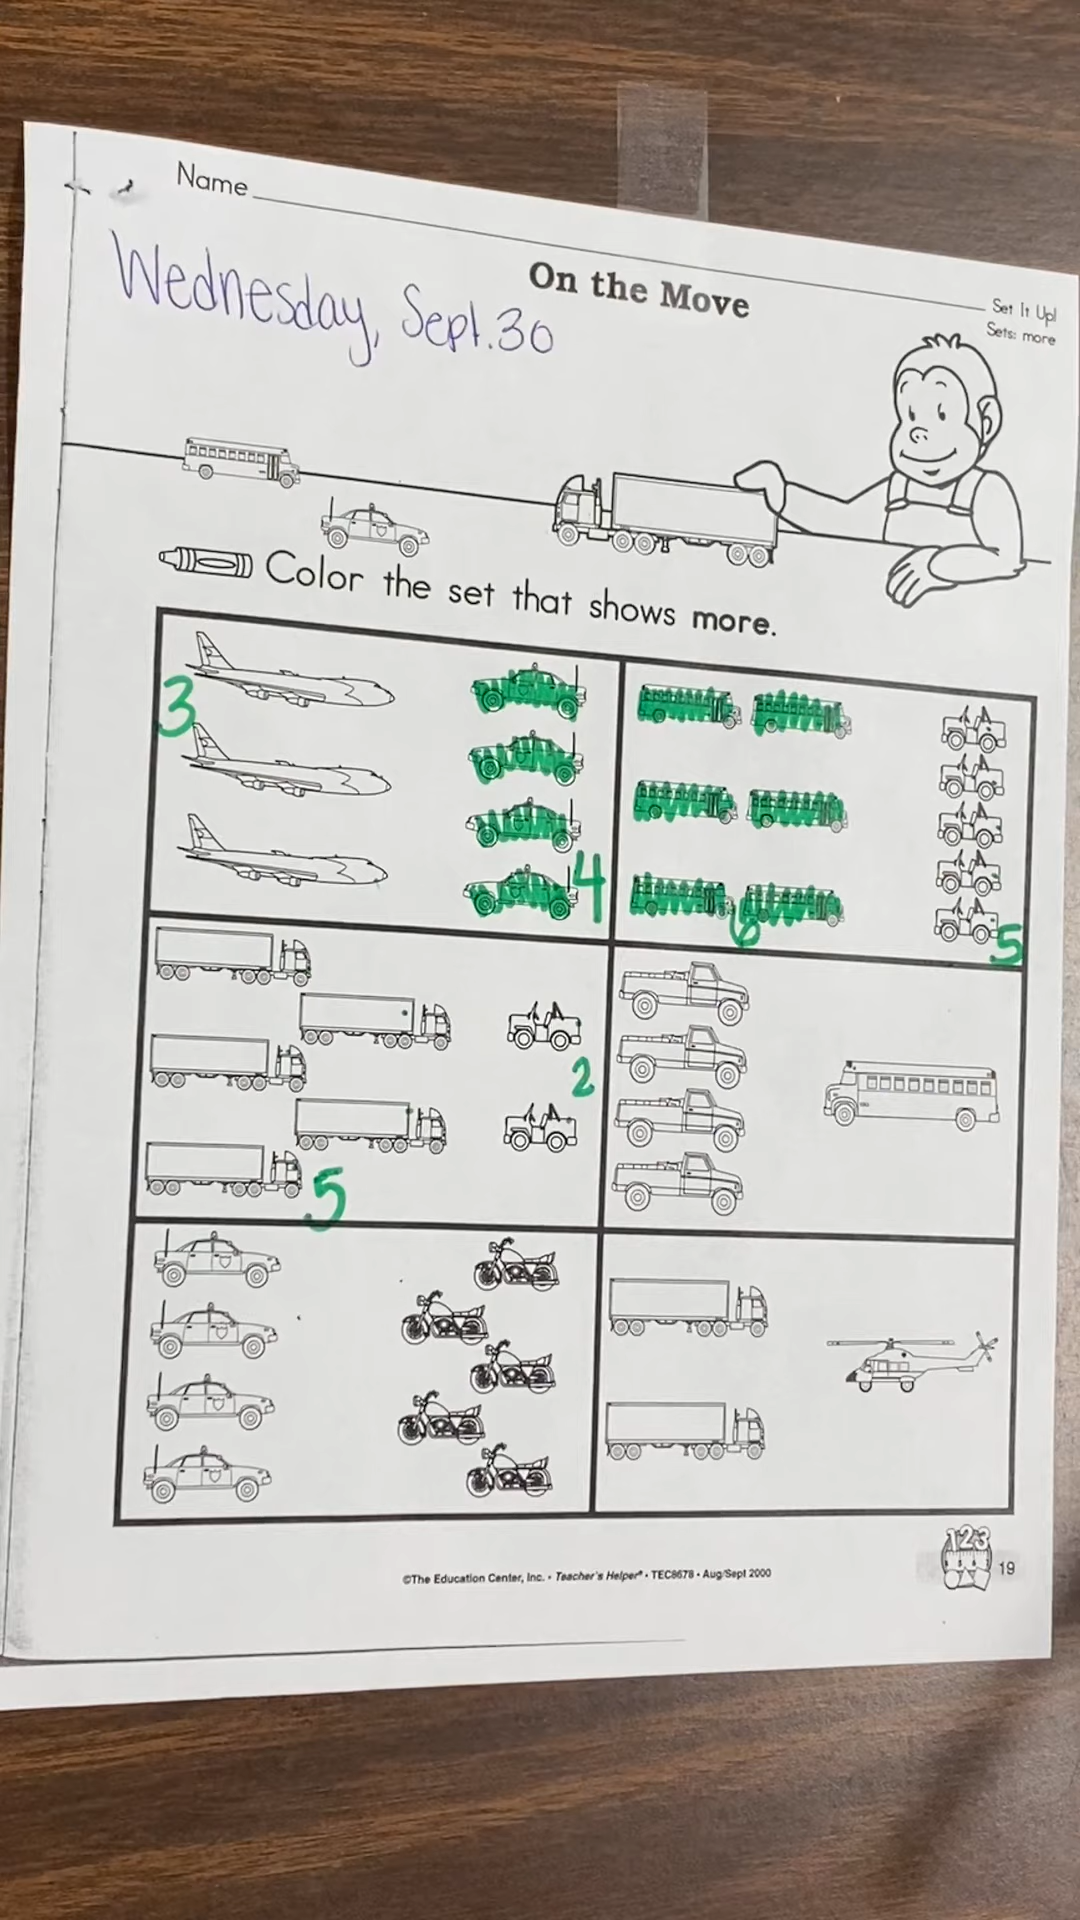 Name
On the Move
Set It Up!
Sets: more
Wednesday, Sept.30
Color the set that shows more.
3
4
6
5
2
5
123
©The Education Center, Inc. • Teacher's Helper® • TEC8678 • Aug/Sept 2000
19